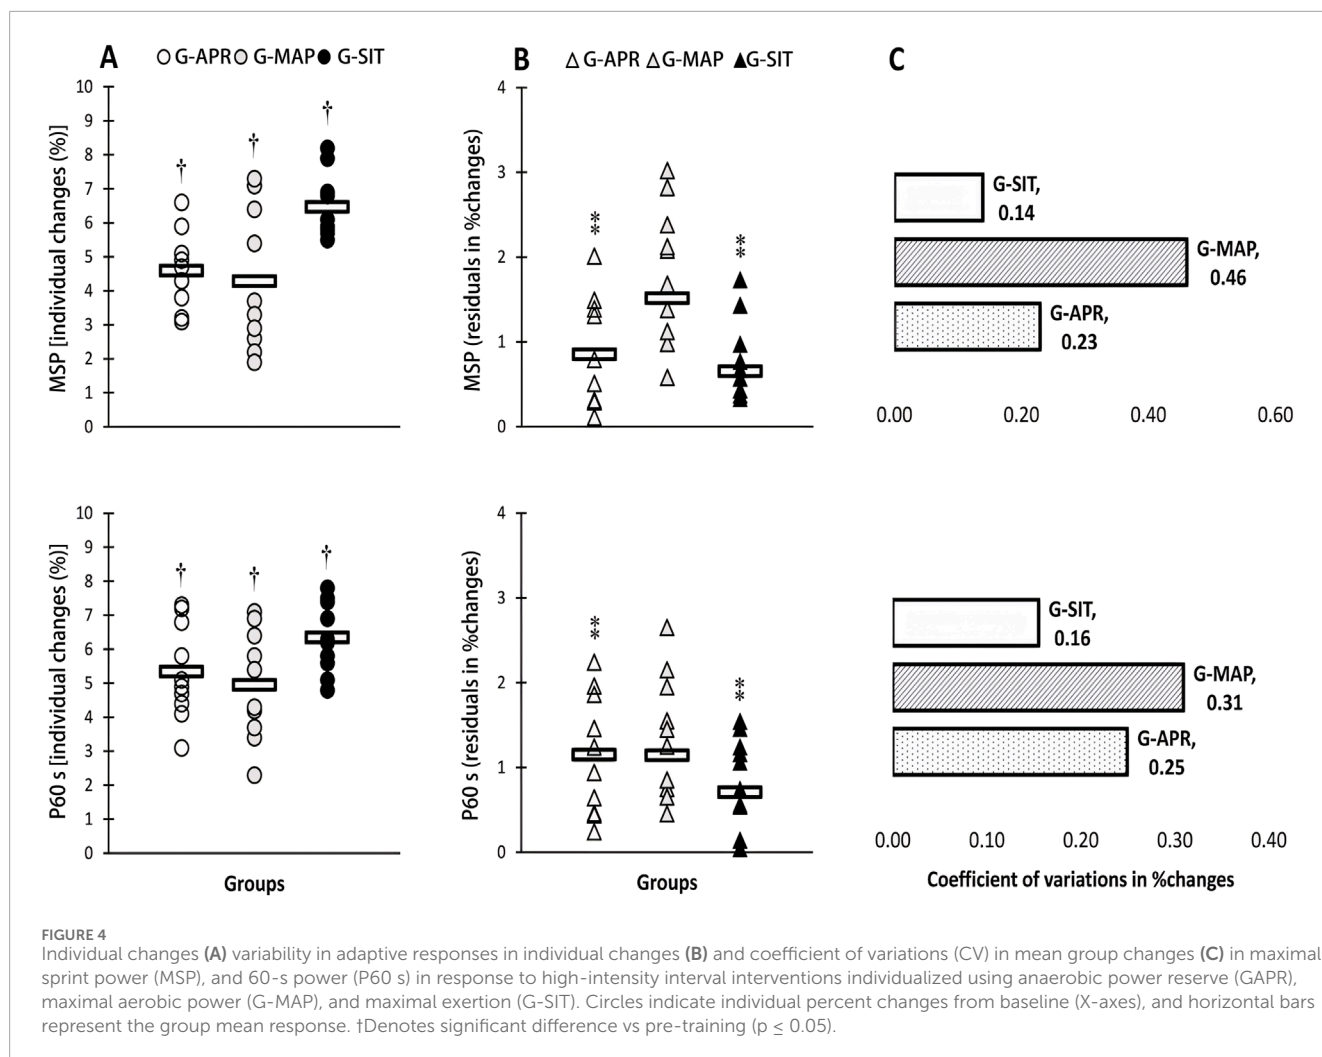 A
G-APR G-MAP G-SIT
MSP [individual changes (%)]
10
9
8
7
6
5
4
3
2
1
0
†
†
†
B
G-APR G-MAP G-SIT
MSP (residuals in %changes)
4
3
2
1
0
**
**
C
G-SIT,
0.14
G-MAP,
0.46
G-APR,
0.23
0.00 0.20 0.40 0.60
P60 s [individual changes (%)]
10
9
8
7
6
5
4
3
2
1
0
†
†
†
Groups
P60 s (residuals in %changes)
4
3
2
1
0
**
**
Groups
G-SIT,
0.16
G-MAP,
0.31
G-APR,
0.25
0.00 0.10 0.20 0.30 0.40
Coefficient of variations in %changes
FIGURE 4
Individual changes (A) variability in adaptive responses in individual changes (B) and coefficient of variations (CV) in mean group changes (C) in maximal
sprint power (MSP), and 60-s power (P60 s) in response to high-intensity interval interventions individualized using anaerobic power reserve (GAPR),
maximal aerobic power (G-MAP), and maximal exertion (G-SIT). Circles indicate individual percent changes from baseline (X-axes), and horizontal bars
represent the group mean response. †Denotes significant difference vs pre-training (p ≤ 0.05).